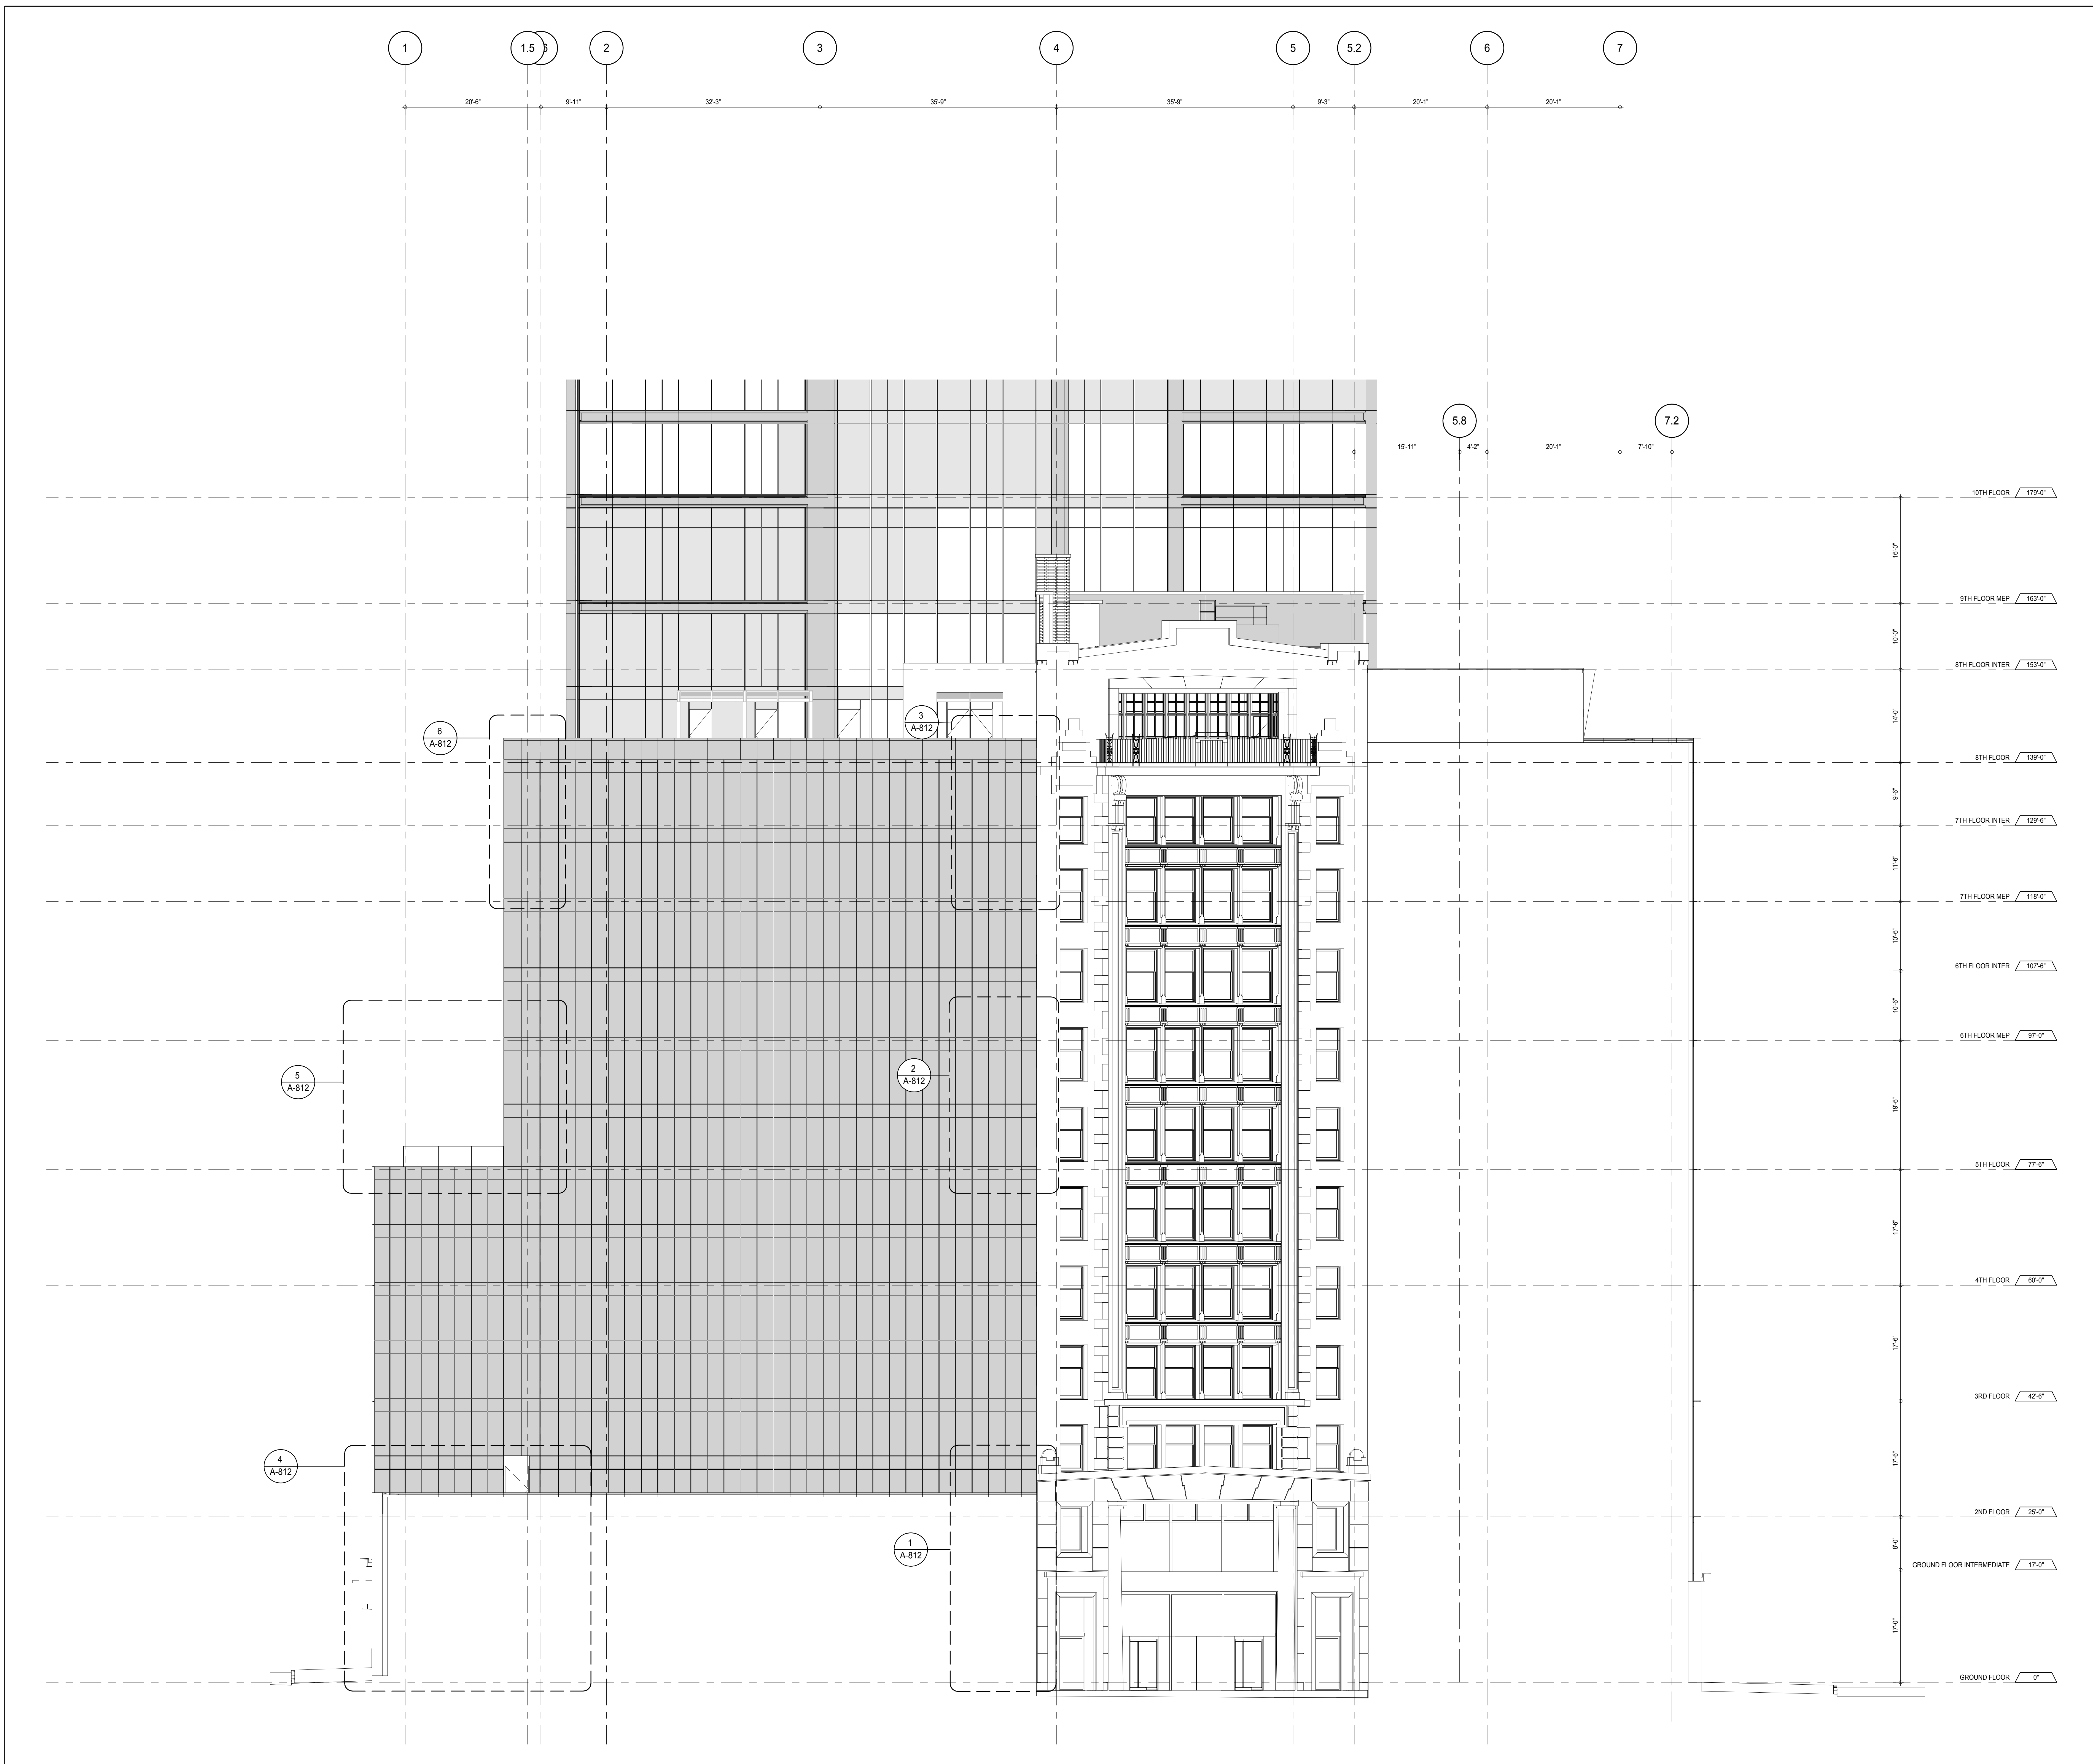 1
1.5
2
3
4
5
5.2
6
7
20'-6"
9'-11"
32'-3"
35'-9"
35'-9"
9'-3"
20'-1"
20'-1"
5.8
7.2
15'-11"
4'-2"
20'-1"
7'-10"
10TH FLOOR 179'-0"
16'-0"
9TH FLOOR MEP 163'-0"
10'-0"
8TH FLOOR INTER 153'-0"
14'-0"
3
A-812
6
A-812
8TH FLOOR 139'-0"
9'-6"
7TH FLOOR INTER 129'-6"
11'-6"
7TH FLOOR MEP 118'-0"
10'-6"
6TH FLOOR INTER 107'-6"
10'-6"
6TH FLOOR MEP 97'-0"
2
A-812
5
A-812
19'-6"
5TH FLOOR 77'-6"
17'-6"
4TH FLOOR 60'-0"
17'-6"
3RD FLOOR 42'-6"
17'-6"
4
A-812
2ND FLOOR 25'-0"
8'-0"
1
A-812
GROUND FLOOR INTERMEDIATE 17'-0"
17'-0"
GROUND FLOOR 0"